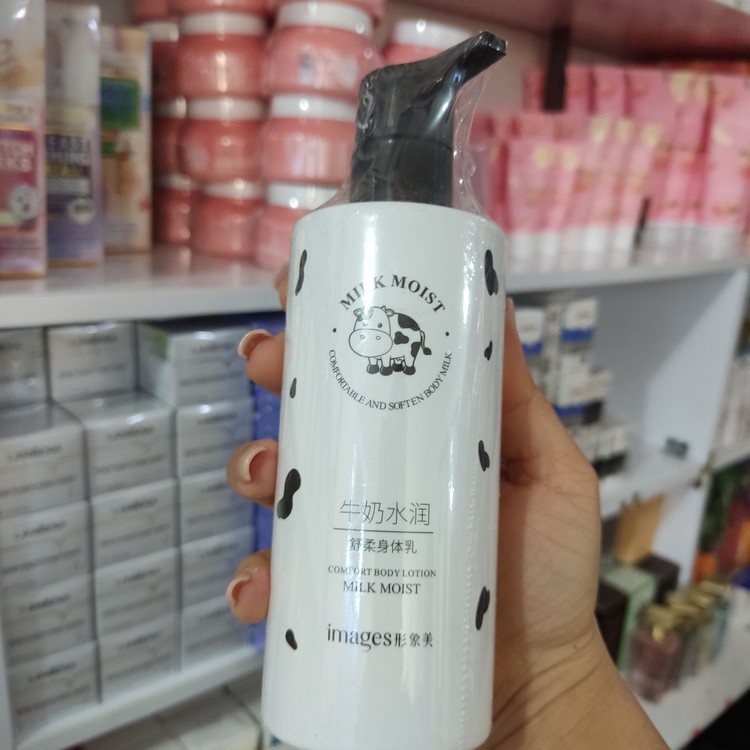 MILK MOIST
COMFORTABLE AND SOFTEN BODY MILK
牛奶水润
舒柔身体乳
COMFORT BODY LOTION
MILK MOIST
images形象美